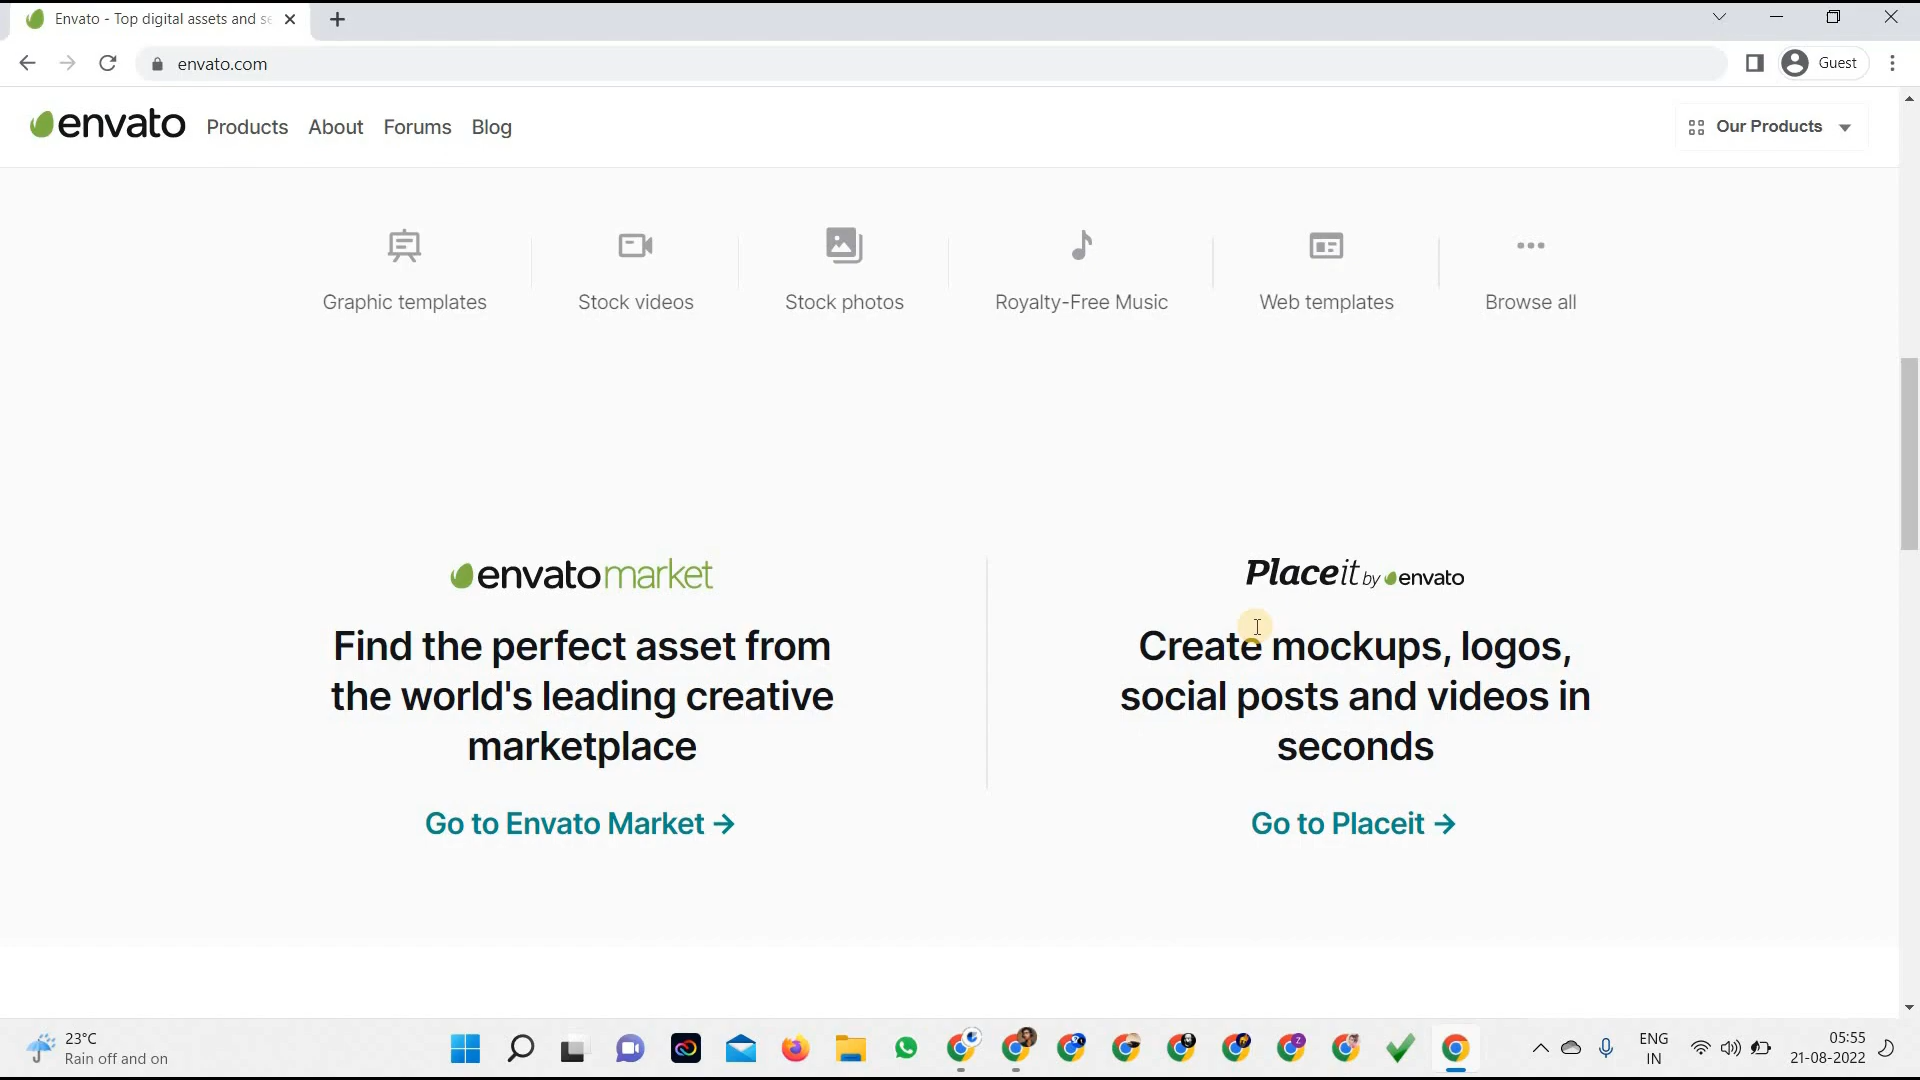 Envato - Top digital assets and se
envato.com
Guest
envato Products About Forums Blog
Our Products
Graphic templates
Stock videos
Stock photos
Royalty-Free Music
Web templates
Browse all
envatomarket
Find the perfect asset from
the world's leading creative
marketplace
Go to Envato Market →
Placeit by envato
Create mockups, logos,
social posts and videos in
seconds
Go to Placeit →
23°C
Rain off and on
ENG
IN
05:55
21-08-2022